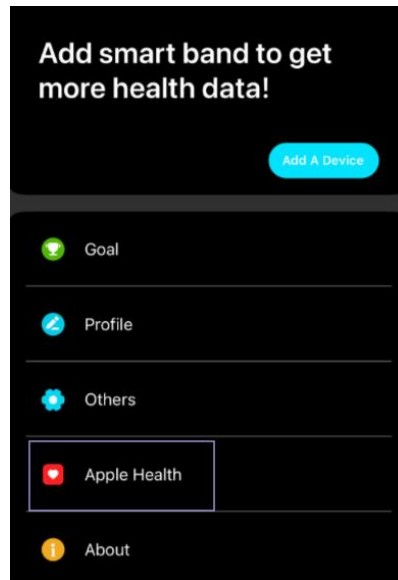 Add smart band to get
more health data!
Add A Device
Goal
Profile
Others
Apple Health
About